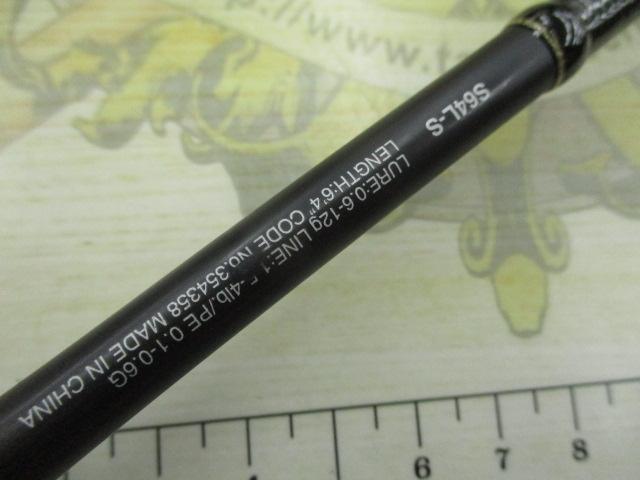 S64L-S
LURE:0.6-12g LINE:1 -4lb./PE 0.1-0.6G
LENGTH:6'4" CODE No.354358 MADE IN CHINA
6 7 8